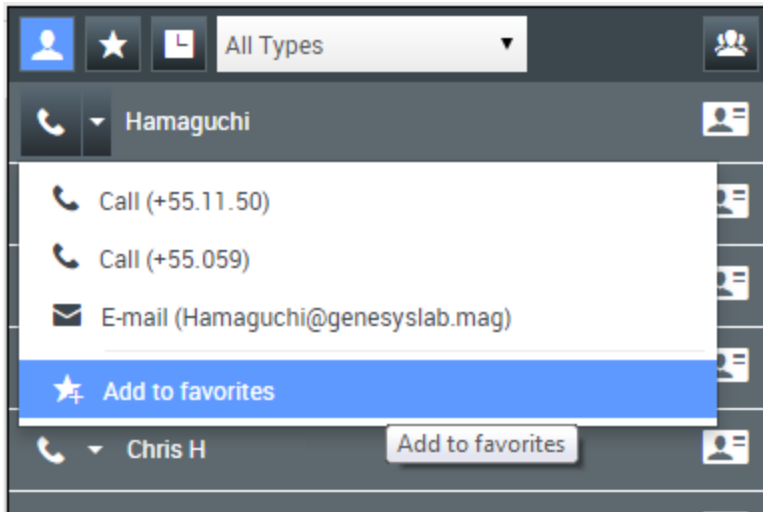 All Types
Hamaguchi
Call (+55.11.50)
Call (+55.059)
E-mail (Hamaguchi@genesyslab.mag)
Add to favorites
Chris H
Add to favorites